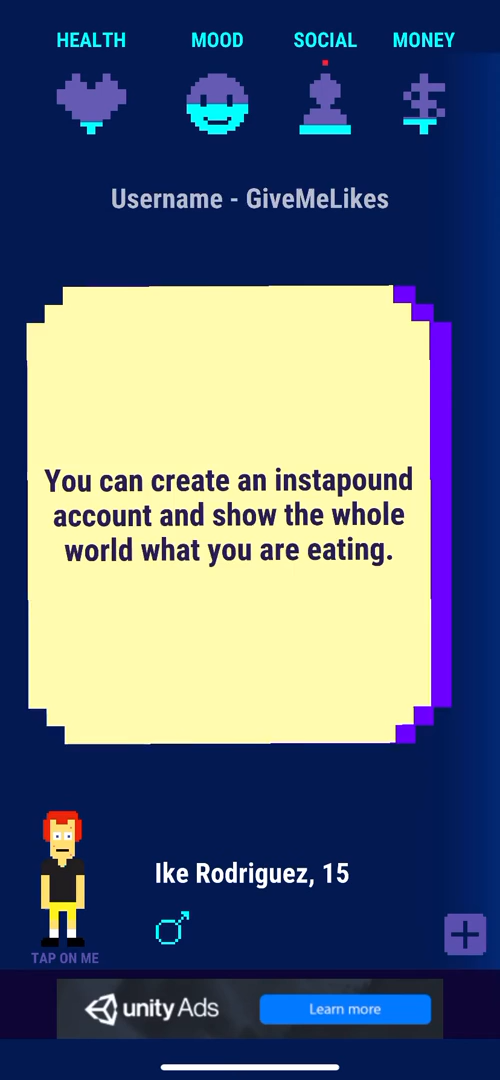 HEALTH MOOD SOCIAL MONEY
Username - GiveMeLikes
You can create an instapound
account and show the whole
world what you are eating.
Ike Rodriguez, 15
TAP ON ME
unity Ads
Learn more